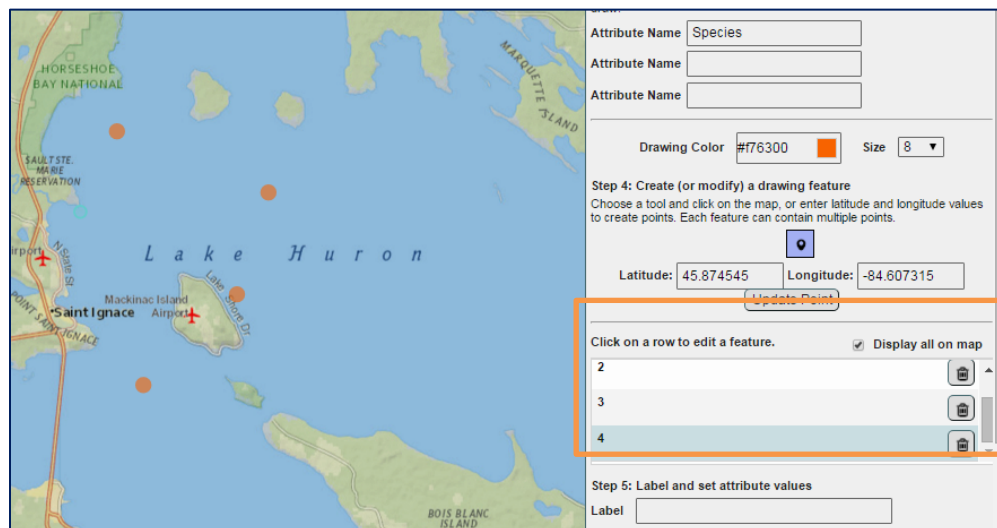 HORSESHOE
BAY NATIONAL
MARQUETTE
ISLAND
SAULT STE.
MARIE
RESERVATION
N State St
Airport
Lake Huron
Lake Shore Dr
Mackinac Island
Airport
Saint Ignace
POINT SAINT IGNACE
BOIS BLANC
ISLAND
Attribute Name Species
Attribute Name
Attribute Name
Drawing Color #f76300 Size 8
Step 4: Create (or modify) a drawing feature
Choose a tool and click on the map, or enter latitude and longitude values
to create points. Each feature can contain multiple points.
Latitude: 45.874545 Longitude: -84.607315
Update Point
Click on a row to edit a feature. Display all on map
2
3
4
Step 5: Label and set attribute values
Label